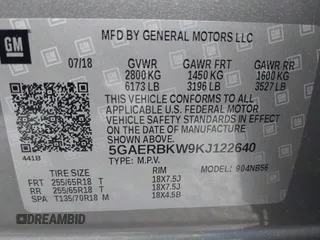 GM
MFD BY GENERAL MOTORS LLC
07/18 GVWR GAWR FRT GAWR RR
2800 KG 1450 KG 1600 KG
6173 LB 3196 LB 3527 LB
THIS VEHICLE CONFORMS TO ALL APPLICABLE
U.S. FEDERAL MOTOR
VEHICLE SAFETY STANDARDS IN EFFECT ON
THE DATE OF MANUFACTURE
SHOWN ABOVE.
5GAERBKW9KJ122640
TYPE: M.P.V. MODEL: 904NB56
441B
TIRE SIZE RIM
FRT 255/65R18 T 18X7.5J
RR 255/65R18 T 18X7.5J
SPA T135/70R18 M 18X4.5B
DREAMBID